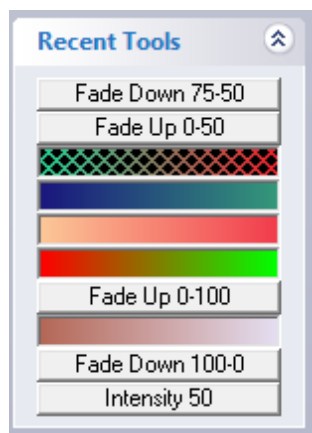 Recent Tools
Fade Down 75-50
Fade Up 0-50
Fade Up 0-100
Fade Down 100-0
Intensity 50